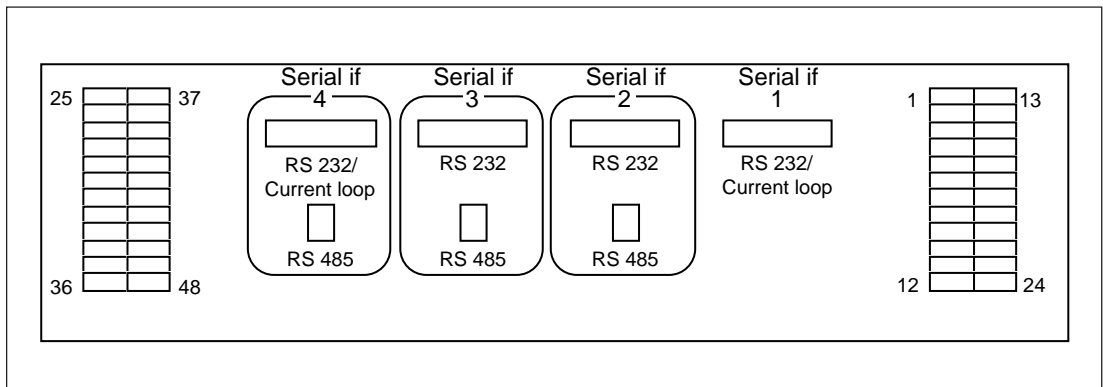 Serial if
4
Serial if
3
Serial if
2
Serial if
1
25
37
1
13
RS 232/
Current loop
RS 232
RS 232
RS 232/
Current loop
RS 485
RS 485
RS 485
36
48
12
24